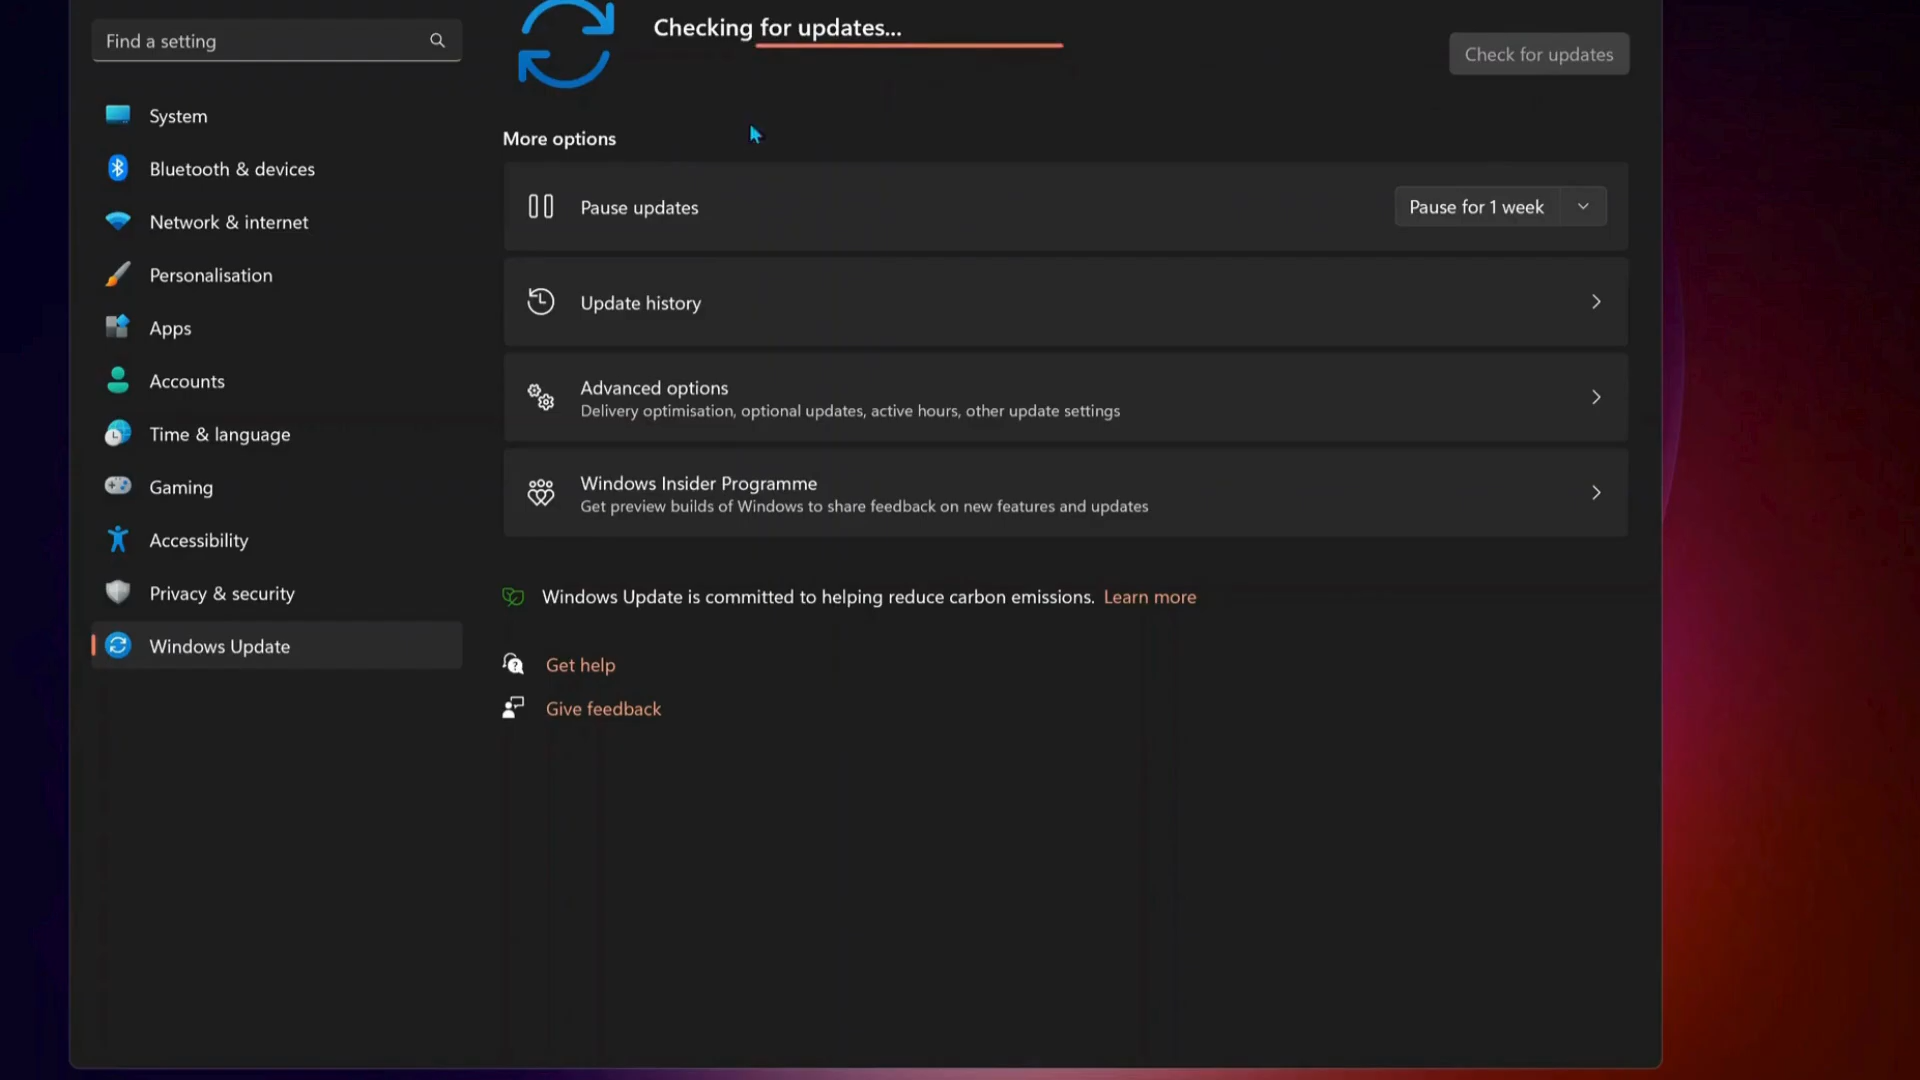 Find a setting
System
Bluetooth & devices
Network & internet
Personalisation
Apps
Accounts
Time & language
Gaming
Accessibility
Privacy & security
Windows Update
Checking for updates...
Check for updates
More options
Pause updates
Pause for 1 week
Update history
Advanced options
Delivery optimisation, optional updates, active hours, other update settings
Windows Insider Programme
Get preview builds of Windows to share feedback on new features and updates
Windows Update is committed to helping reduce carbon emissions. Learn more
Get help
Give feedback